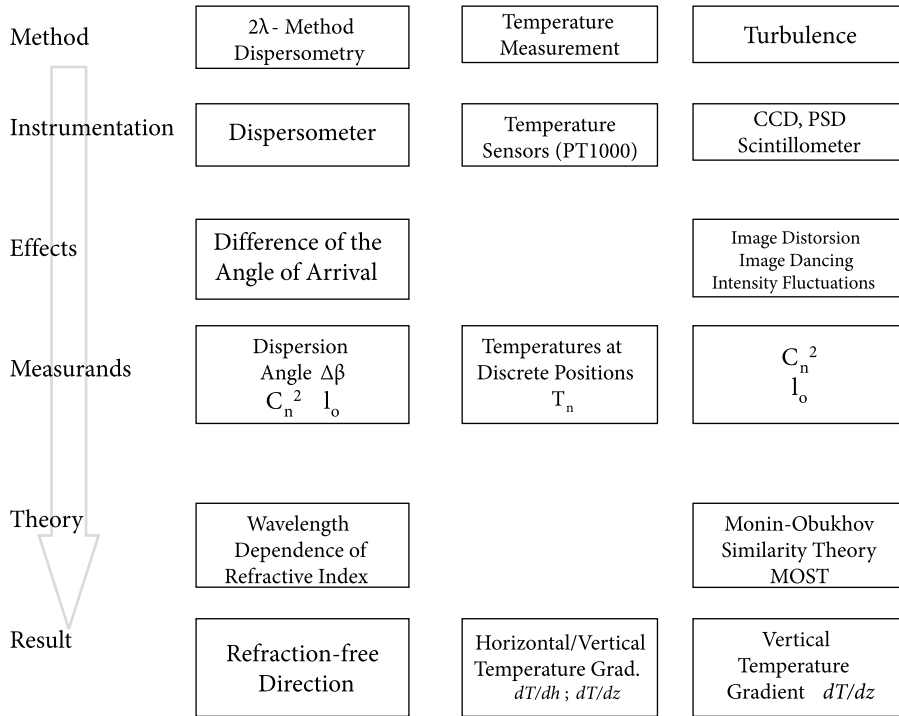 Method
2λ - Method
Dispersometry
Temperature
Measurement
Turbulence
Instrumentation
Dispersometer
Temperature
Sensors (PT1000)
CCD, PSD
Scintillometer
Effects
Difference of the
Angle of Arrival
Image Distorsion
Image Dancing
Intensity Fluctuations
Measurands
Dispersion
Angle Δβ
Cₙ² lₒ
Temperatures at
Discrete Positions
Tₙ
Cₙ²
lₒ
Theory
Wavelength
Dependence of
Refractive Index
Monin-Obukhov
Similarity Theory
MOST
Result
Refraction-free
Direction
Horizontal/Vertical
Temperature Grad.
dT/dh ; dT/dz
Vertical
Temperature
Gradient dT/dz